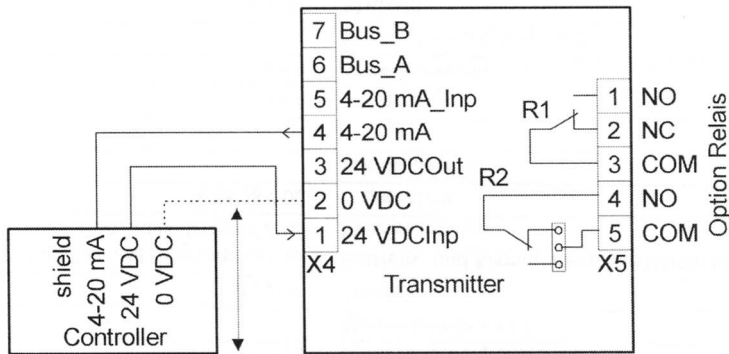 7 Bus_B
6 Bus_A
5 4-20 mA_Inp
4 4-20 mA
3 24 VDCOut
2 0 VDC
1 24 VDCInp
X4
Transmitter
R1
R2
1 NO
2 NC
3 COM
4 NO
5 COM
X5
Option Relais
shield
4-20 mA
24 VDC
0 VDC
Controller